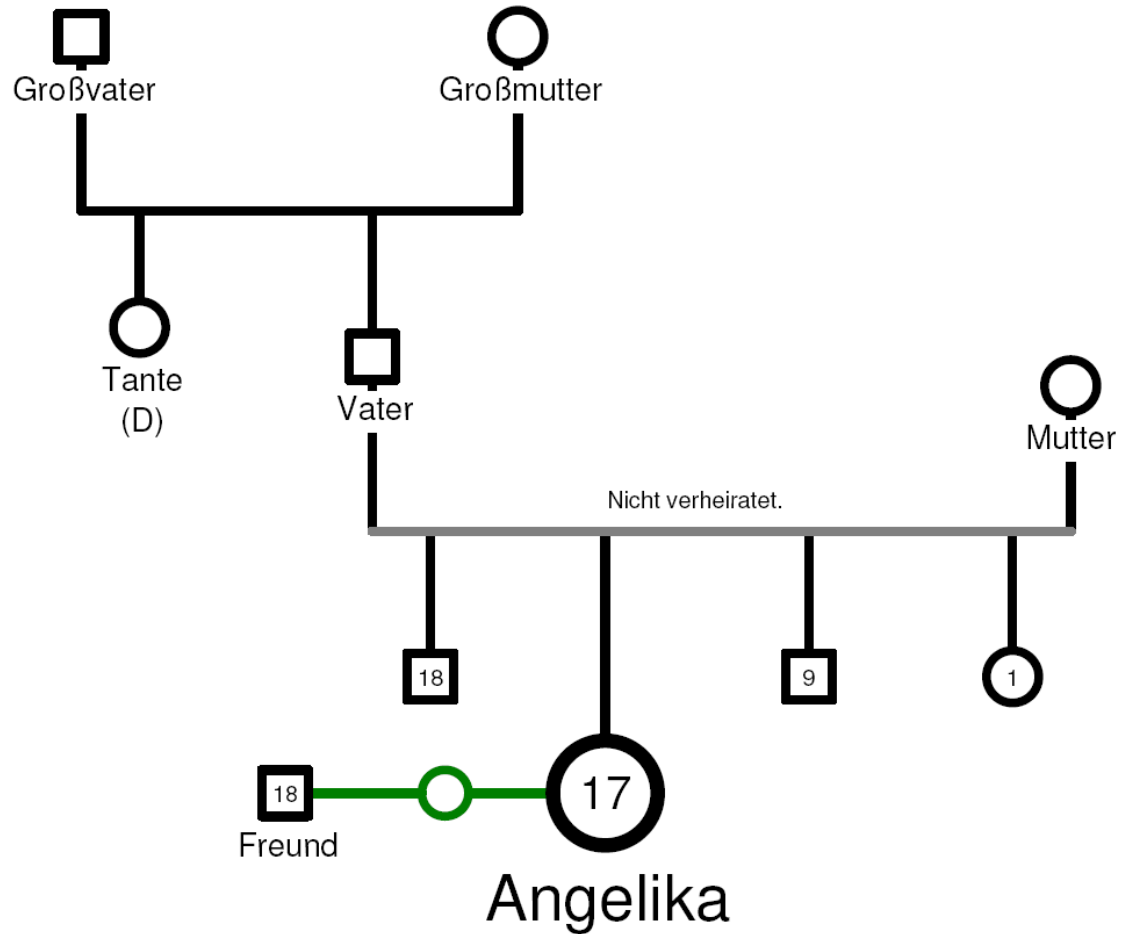 Großvater
Großmutter
Tante
(D)
Vater
Mutter
Nicht verheiratet.
18
9
1
18
17
Freund
Angelika